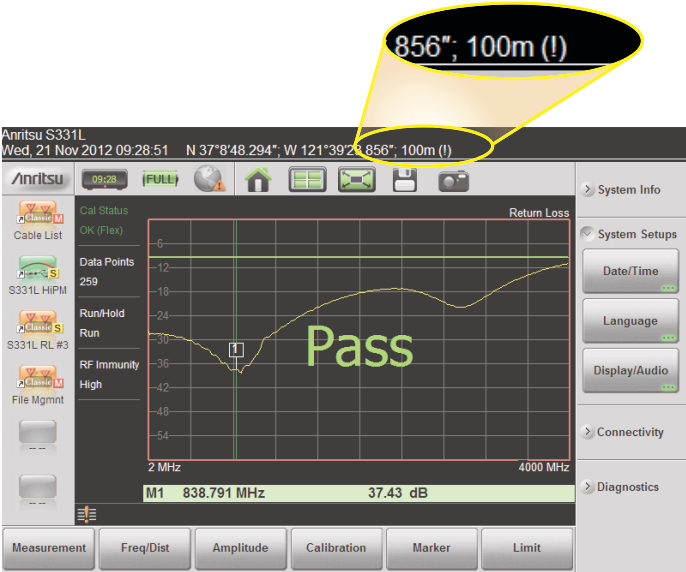 856"; 100m (!)
Anritsu S331L
Wed, 21 Nov 2012 09:28:51 N 37°8'48.294"; W 121°39'23.856"; 100m (!)
Anritsu
09:28
FULL
System Info
Cable List
Classic M
Cal Status
OK (Flex)
Return Loss
System Setups
Data Points
259
Date/Time
S331L HiPM
S
Run/Hold
Run
Language
S331L RL #3
Classic S
RF Immunity
High
Display/Audio
File Mgmnt
Classic M
-6
-12
-18
-24
-30
-36
-42
-48
-54
1
Pass
Connectivity
-- --
2 MHz 4000 MHz
M1 838.791 MHz 37.43 dB
Diagnostics
-- --
Measurement
Freq/Dist
Amplitude
Calibration
Marker
Limit